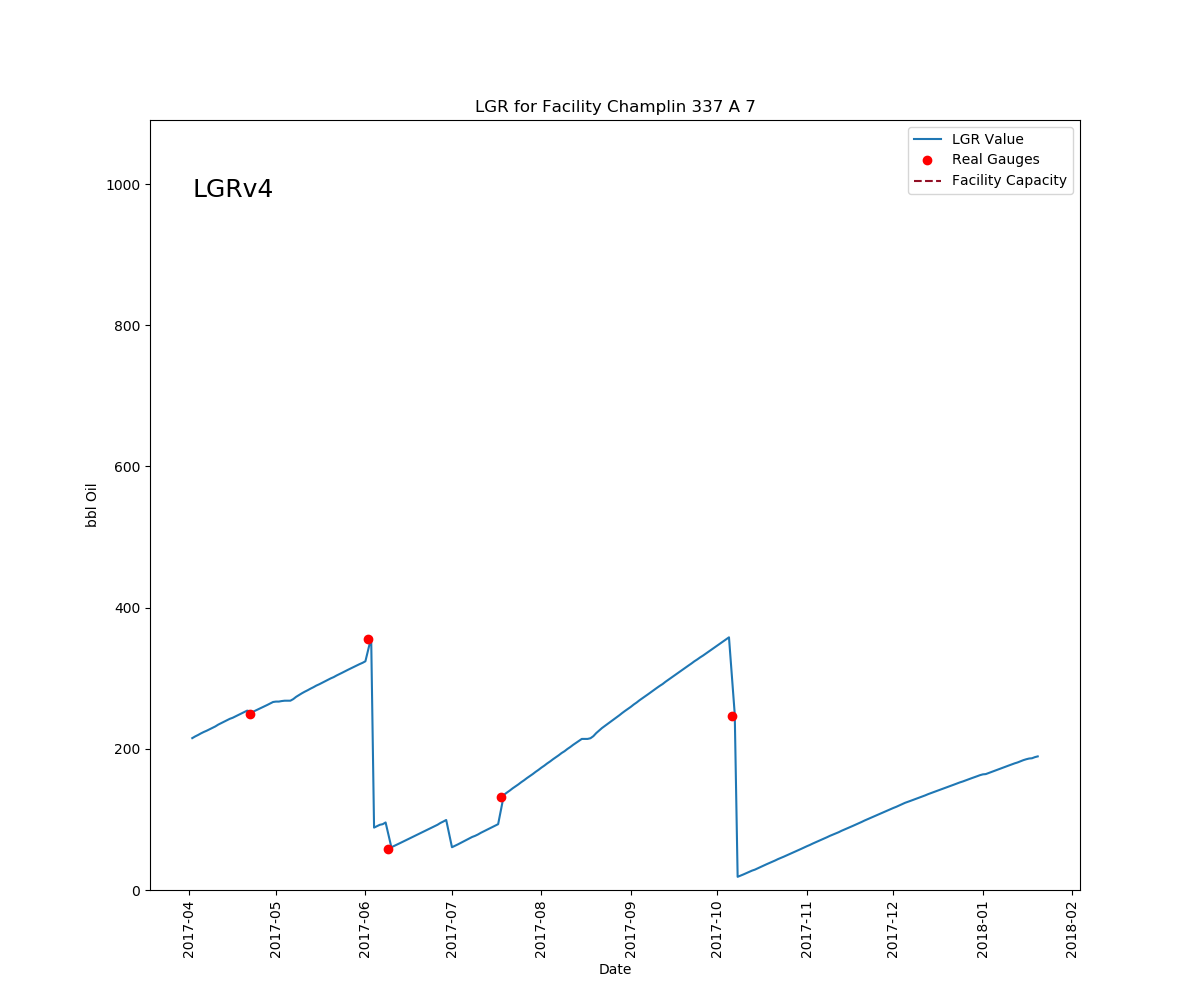 LGR for Facility Champlin 337 A 7
LGR Value
Real Gauges
Facility Capacity
LGRv4
1000
800
600
400
200
0
bbl Oil
2017-04
2017-05
2017-06
2017-07
2017-08
2017-09
2017-10
2017-11
2017-12
2018-01
2018-02
Date